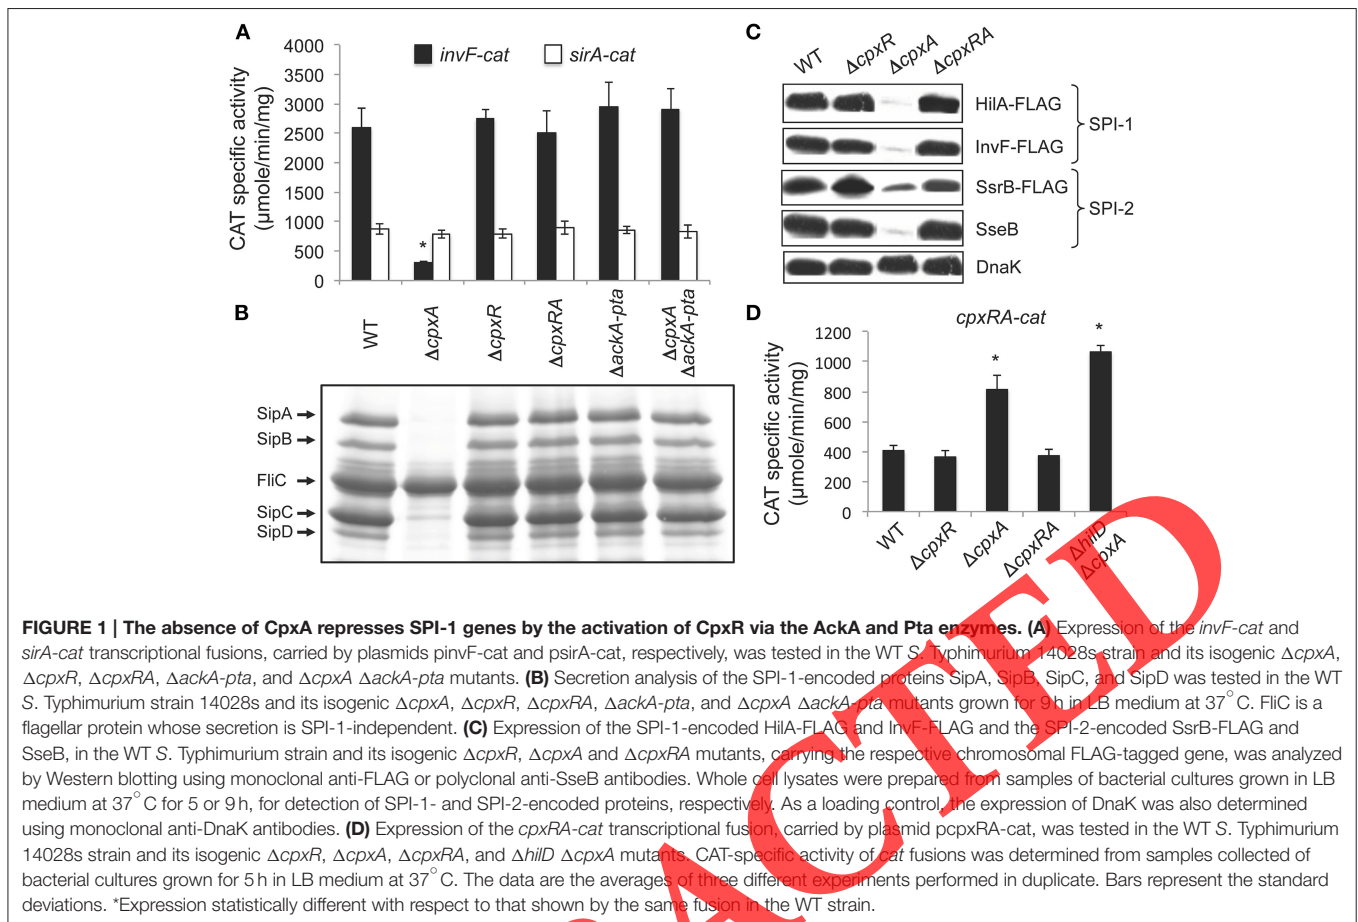 A
4000
3500
3000
2500
2000
1500
1000
500
0
CAT specific activity
(µmole/min/mg)
invF-cat
sirA-cat
*
WT
ΔcpxA
ΔcpxR
ΔcpxRA
ΔackA-pta
ΔcpxA
ΔackA-pta
B
SipA
SipB
FliC
SipC
SipD
C
WT
ΔcpxR
ΔcpxA
ΔcpxRA
HilA-FLAG
InvF-FLAG
SPI-1
SsrB-FLAG
SseB
SPI-2
DnaK
D
cpxRA-cat
1200
1000
800
600
400
200
0
CAT specific activity
(µmole/min/mg)
*
*
WT
ΔcpxR
ΔcpxA
ΔcpxRA
ΔhilD
ΔcpxA
FIGURE 1 | The absence of CpxA represses SPI-1 genes by the activation of CpxR via the AckA and Pta enzymes. (A) Expression of the invF-cat and
sirA-cat transcriptional fusions, carried by plasmids pinvF-cat and psirA-cat, respectively, was tested in the WT S. Typhimurium 14028s strain and its isogenic ΔcpxA,
ΔcpxR, ΔcpxRA, ΔackA-pta, and ΔcpxA ΔackA-pta mutants. (B) Secretion analysis of the SPI-1-encoded proteins SipA, SipB, SipC, and SipD was tested in the WT
S. Typhimurium strain 14028s and its isogenic ΔcpxA, ΔcpxR, ΔcpxRA, ΔackA-pta, and ΔcpxA ΔackA-pta mutants grown for 9 h in LB medium at 37°C. FliC is a
flagellar protein whose secretion is SPI-1-independent. (C) Expression of the SPI-1-encoded HilA-FLAG and InvF-FLAG and the SPI-2-encoded SsrB-FLAG and
SseB, in the WT S. Typhimurium strain and its isogenic ΔcpxR, ΔcpxA and ΔcpxRA mutants, carrying the respective chromosomal FLAG-tagged gene, was analyzed
by Western blotting using monoclonal anti-FLAG or polyclonal anti-SseB antibodies. Whole cell lysates were prepared from samples of bacterial cultures grown in LB
medium at 37°C for 5 or 9 h, for detection of SPI-1- and SPI-2-encoded proteins, respectively. As a loading control, the expression of DnaK was also determined
using monoclonal anti-DnaK antibodies. (D) Expression of the cpxRA-cat transcriptional fusion, carried by plasmid pcpxRA-cat, was tested in the WT S. Typhimurium
14028s strain and its isogenic ΔcpxR, ΔcpxA, ΔcpxRA, and ΔhilD ΔcpxA mutants. CAT-specific activity of cat fusions was determined from samples collected of
bacterial cultures grown for 5 h in LB medium at 37°C. The data are the averages of three different experiments performed in duplicate. Bars represent the standard
deviations. *Expression statistically different with respect to that shown by the same fusion in the WT strain.
ACTED